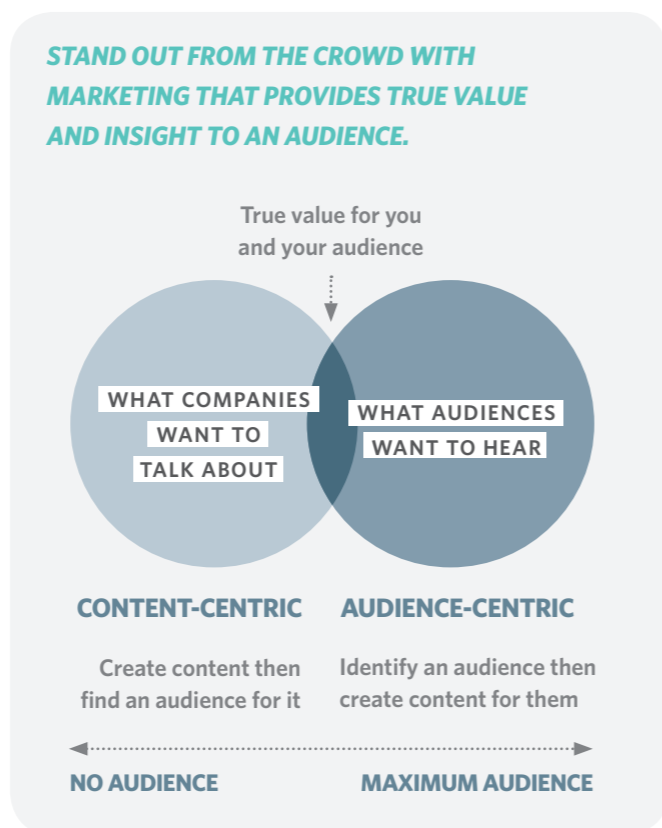 STAND OUT FROM THE CROWD WITH
MARKETING THAT PROVIDES TRUE VALUE
AND INSIGHT TO AN AUDIENCE.
True value for you
and your audience
WHAT COMPANIES
WANT TO
TALK ABOUT
WHAT AUDIENCES
WANT TO HEAR
CONTENT-CENTRIC
Create content then
find an audience for it
AUDIENCE-CENTRIC
Identify an audience then
create content for them
NO AUDIENCE
MAXIMUM AUDIENCE